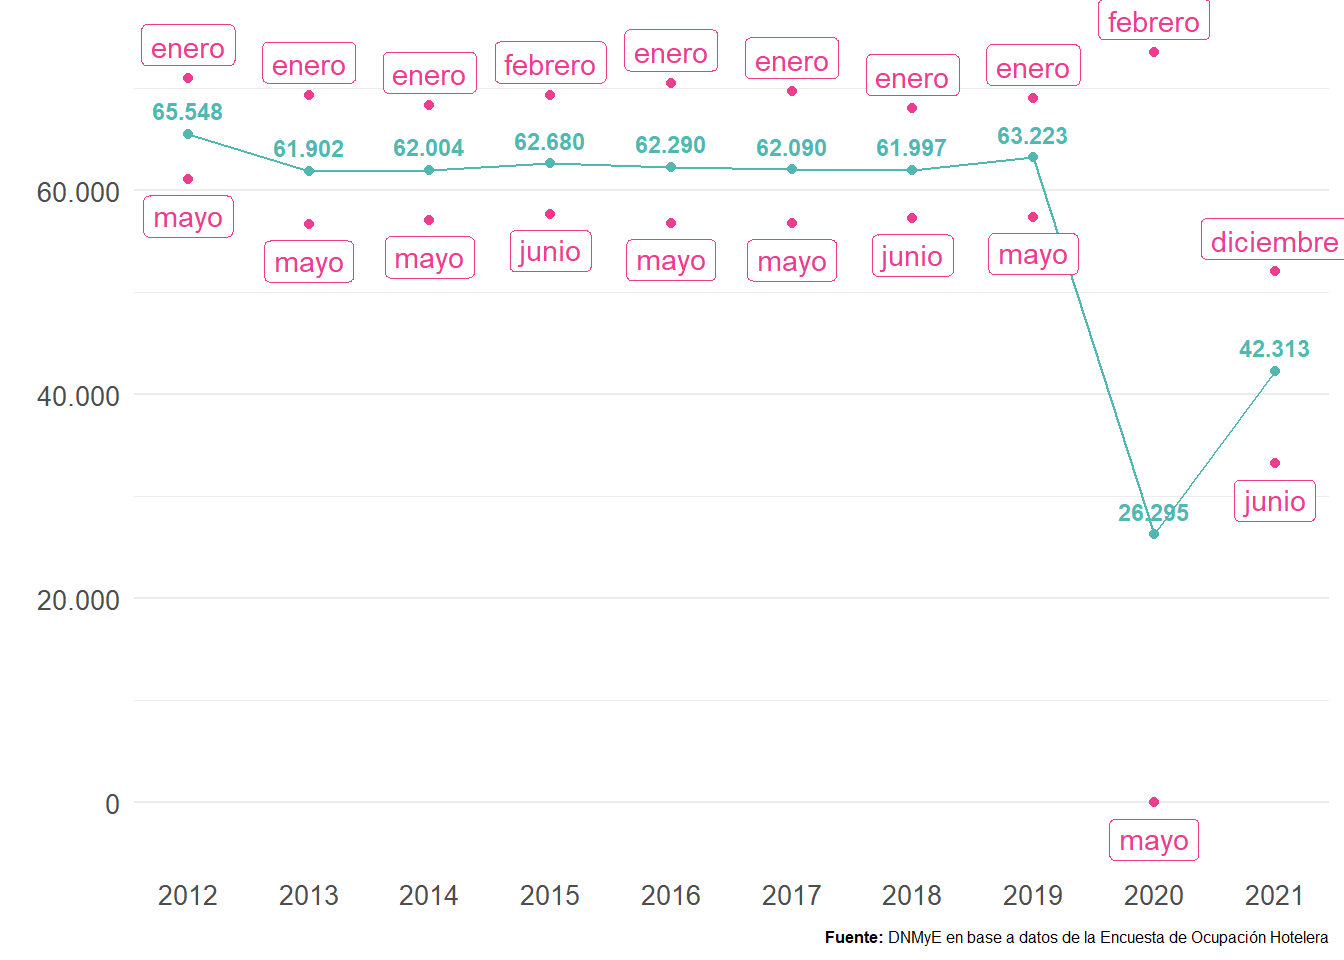 febrero
enero
enero
enero
febrero
enero
enero
enero
enero
65.548
61.902
62.004
62.680
62.290
62.090
61.997
63.223
60.000
mayo
mayo
mayo
junio
mayo
mayo
junio
mayo
diciembre
42.313
40.000
junio
26.295
20.000
0
mayo
2012 2013 2014 2015 2016 2017 2018 2019 2020 2021
Fuente: DNMyE en base a datos de la Encuesta de Ocupación Hotelera